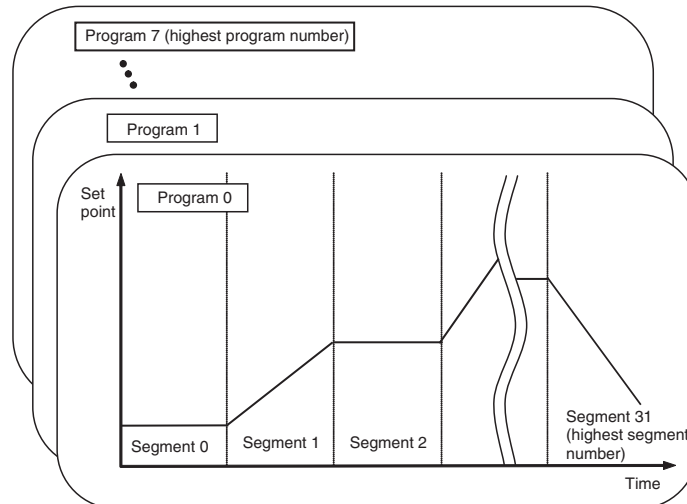 Program 7 (highest program number)
Program 1
Program 0
Set
point
Segment 0
Segment 1
Segment 2
Segment 31
(highest segment
number)
Time